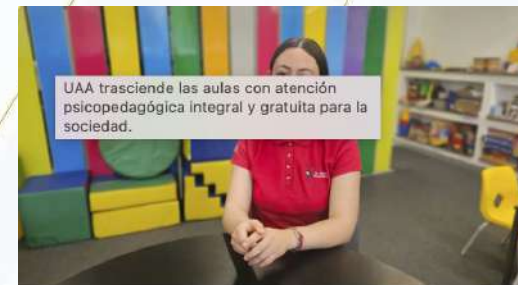 UAA trasciende las aulas con atención
psicopedagógica integral y gratuita para la
sociedad.